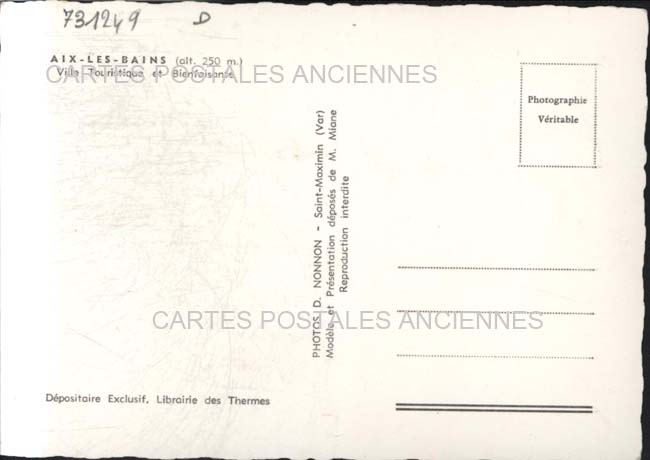 731249 D
AIX-LES-BAINS (alt. 250 m.)
Ville Touristique et Bienfaisante
CARTES POSTALES ANCIENNES
Photographie
Véritable
PHOTOS D. NONNON - Saint-Maximin (Var)
Modèle et Présentation déposés de M. Miane
Reproduction interdite
CARTES POSTALES ANCIENNES
Dépositaire Exclusif, Librairie des Thermes